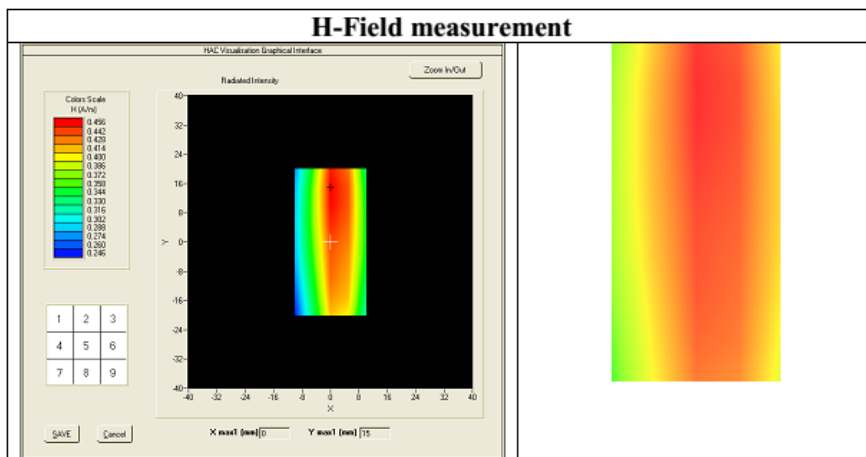 H-Field measurement
HAC Visualisation Graphical Interface
Zoom In/Out
Radiated Intensity
Colors Scale
H (A/m)
0.456
0.442
0.428
0.414
0.400
0.386
0.372
0.358
0.344
0.330
0.316
0.302
0.288
0.274
0.260
0.246
40
32
24
16
8
0
-8
-16
-24
-32
-40
Y
-40 -32 -24 -16 -8 0 8 16 24 32 40
X
1 2 3
4 5 6
7 8 9
SAVE Cancel
X max1 (mm) 0 Y max1 (mm) 15